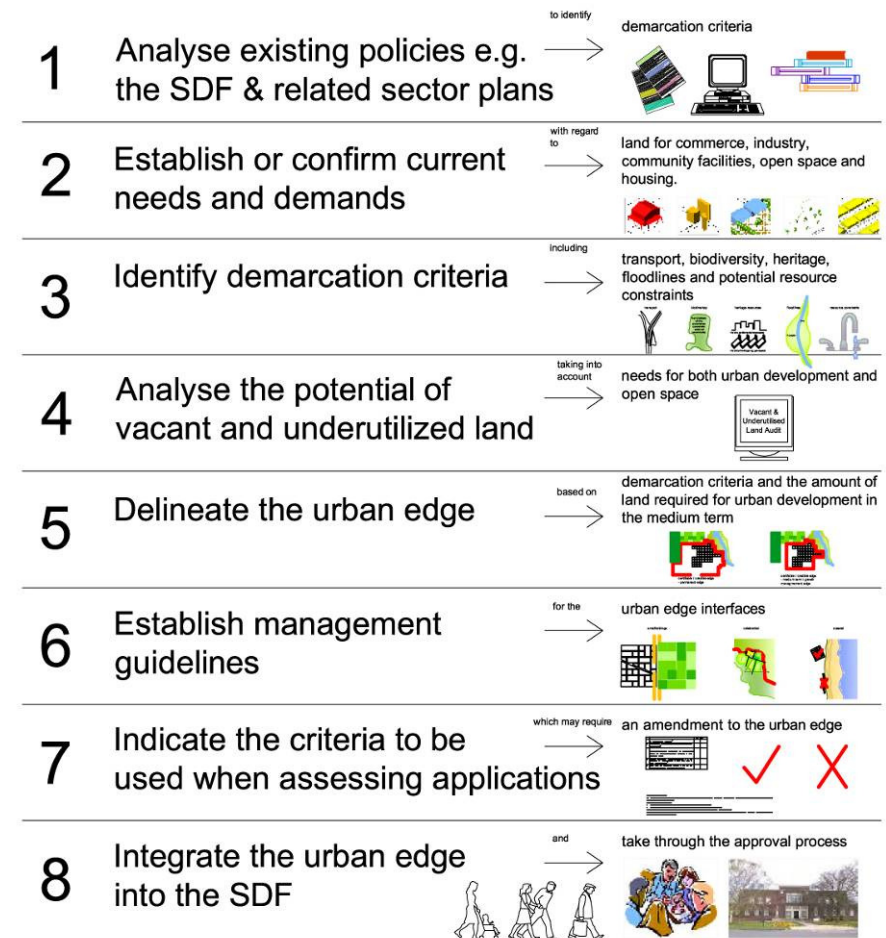 1
Analyse existing policies e.g.
the SDF & related sector plans
to identify
demarcation criteria
2
Establish or confirm current
needs and demands
with regard
to
land for commerce, industry,
community facilities, open space and
housing.
3
Identify demarcation criteria
including
transport, biodiversity, heritage,
floodlines and potential resource
constraints
4
Analyse the potential of
vacant and underutilized land
taking into
account
needs for both urban development and
open space
Vacant &
Underutilised
Land Audit
5
Delineate the urban edge
based on
demarcation criteria and the amount of
land required for urban development in
the medium term
6
Establish management
guidelines
for the
urban edge interfaces
7
Indicate the criteria to be
used when assessing applications
which may require
an amendment to the urban edge
8
Integrate the urban edge
into the SDF
and
take through the approval process